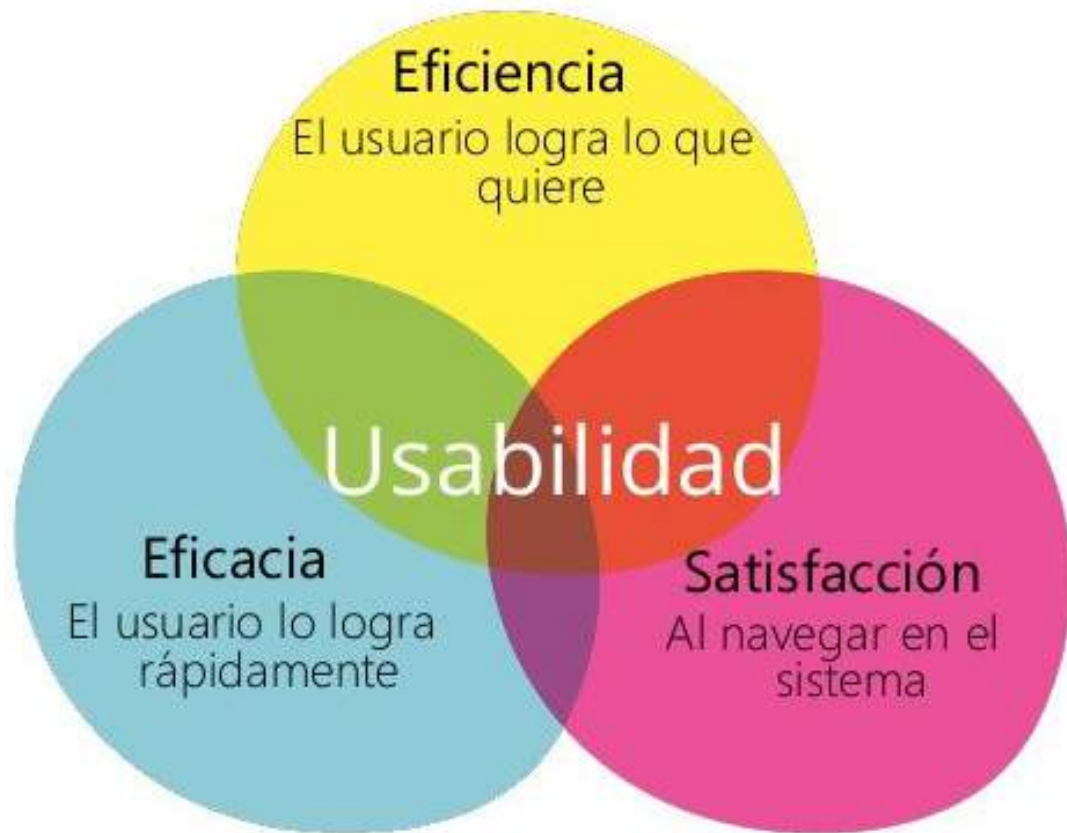 Eficiencia
El usuario logra lo que
quiere
Usabilidad
Eficacia
El usuario lo logra
rápidamente
Satisfacción
Al navegar en el
sistema